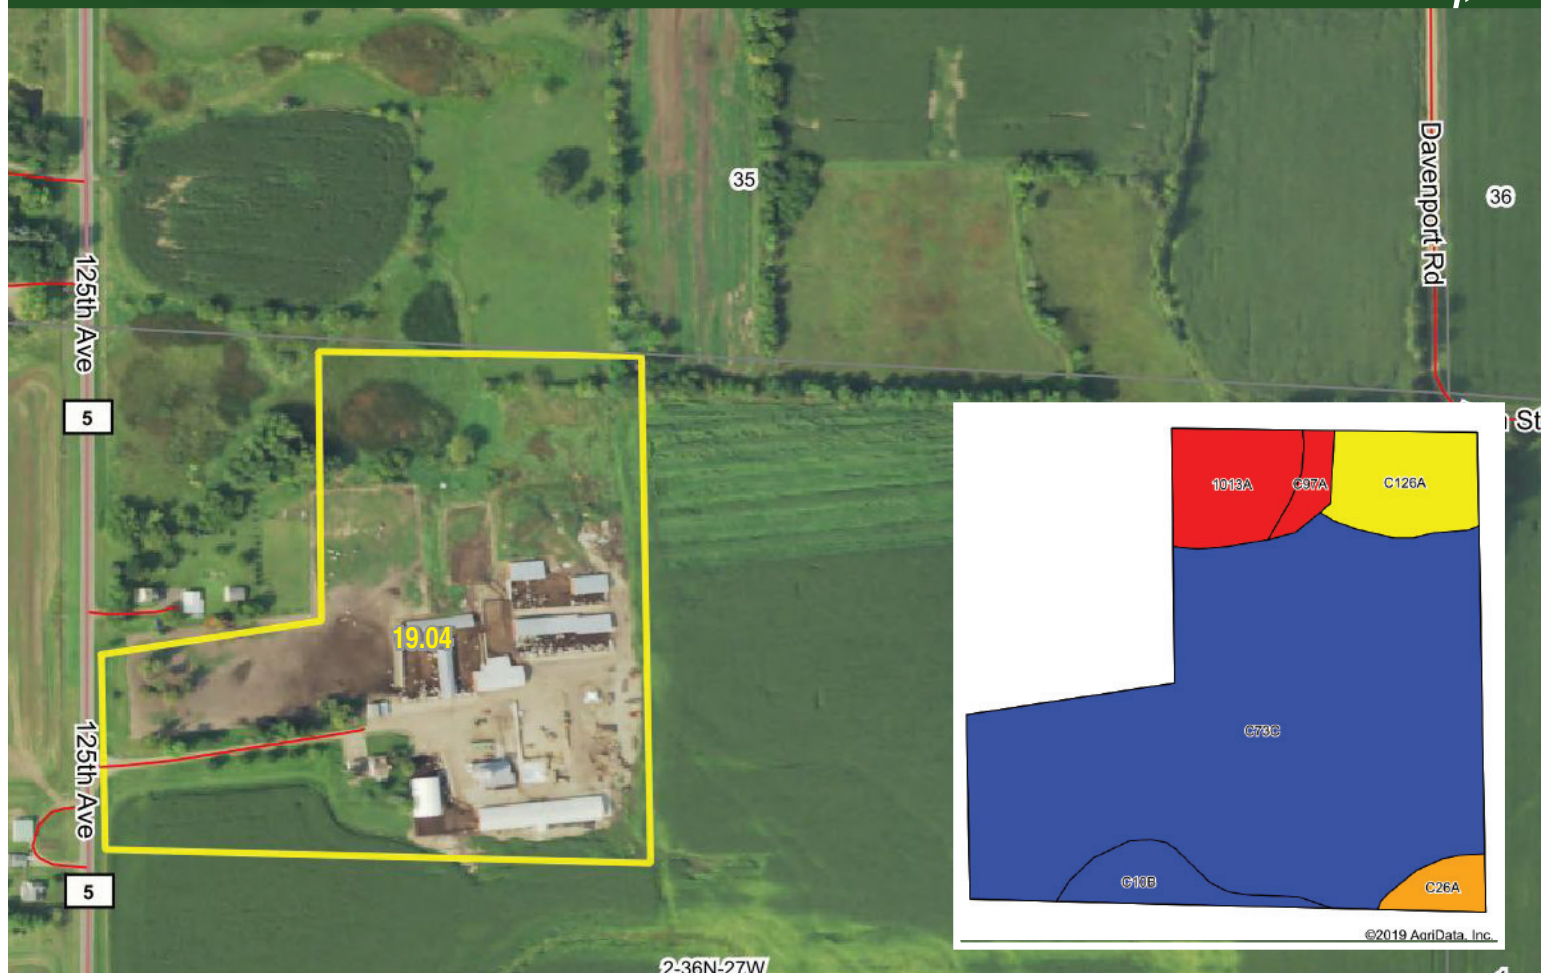 35
36
Davenport Rd
125th Ave
5
St
19.04
125th Ave
5
2-36N-27W
1013A
C97A
C126A
C73C
C10B
C26A
©2019 AgriData, Inc.